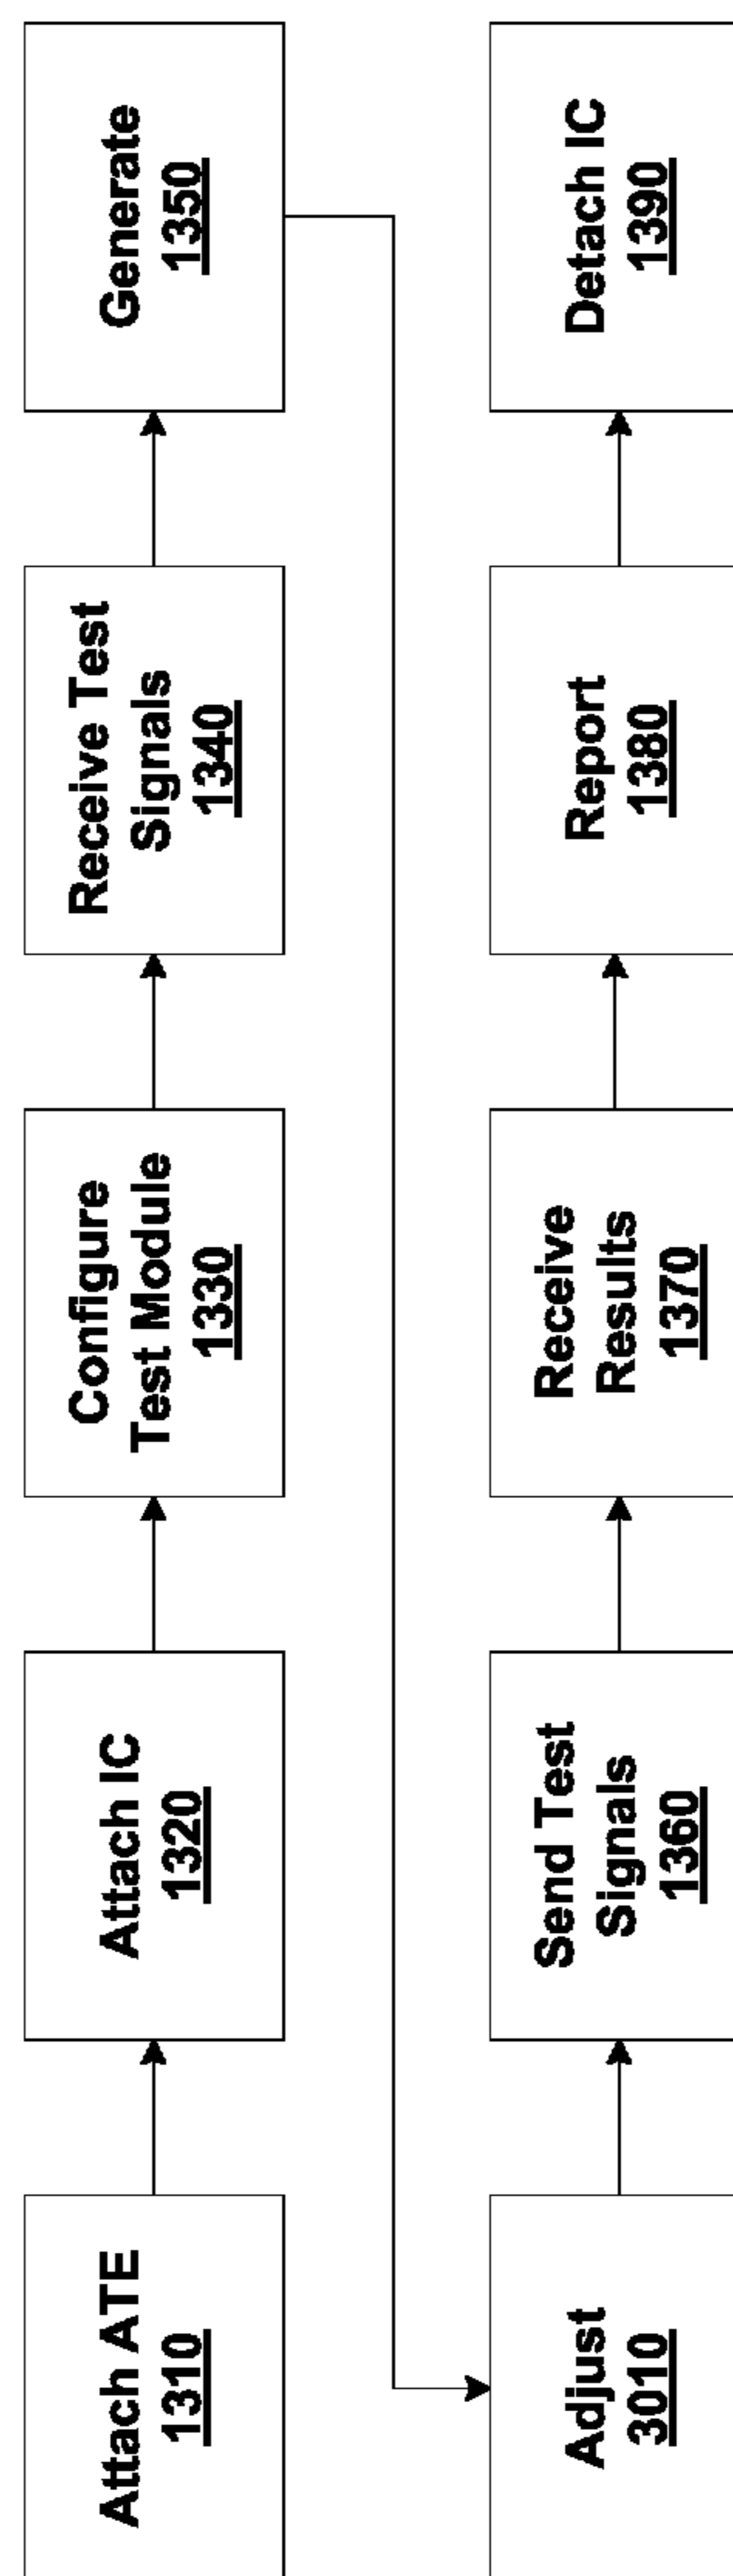 Attach ATE
1310
Attach IC
1320
Configure
Test Module
1330
Receive Test
Signals
1340
Generate
1350
Adjust
3010
Send Test
Signals
1360
Receive
Results
1370
Report
1380
Detach IC
1390